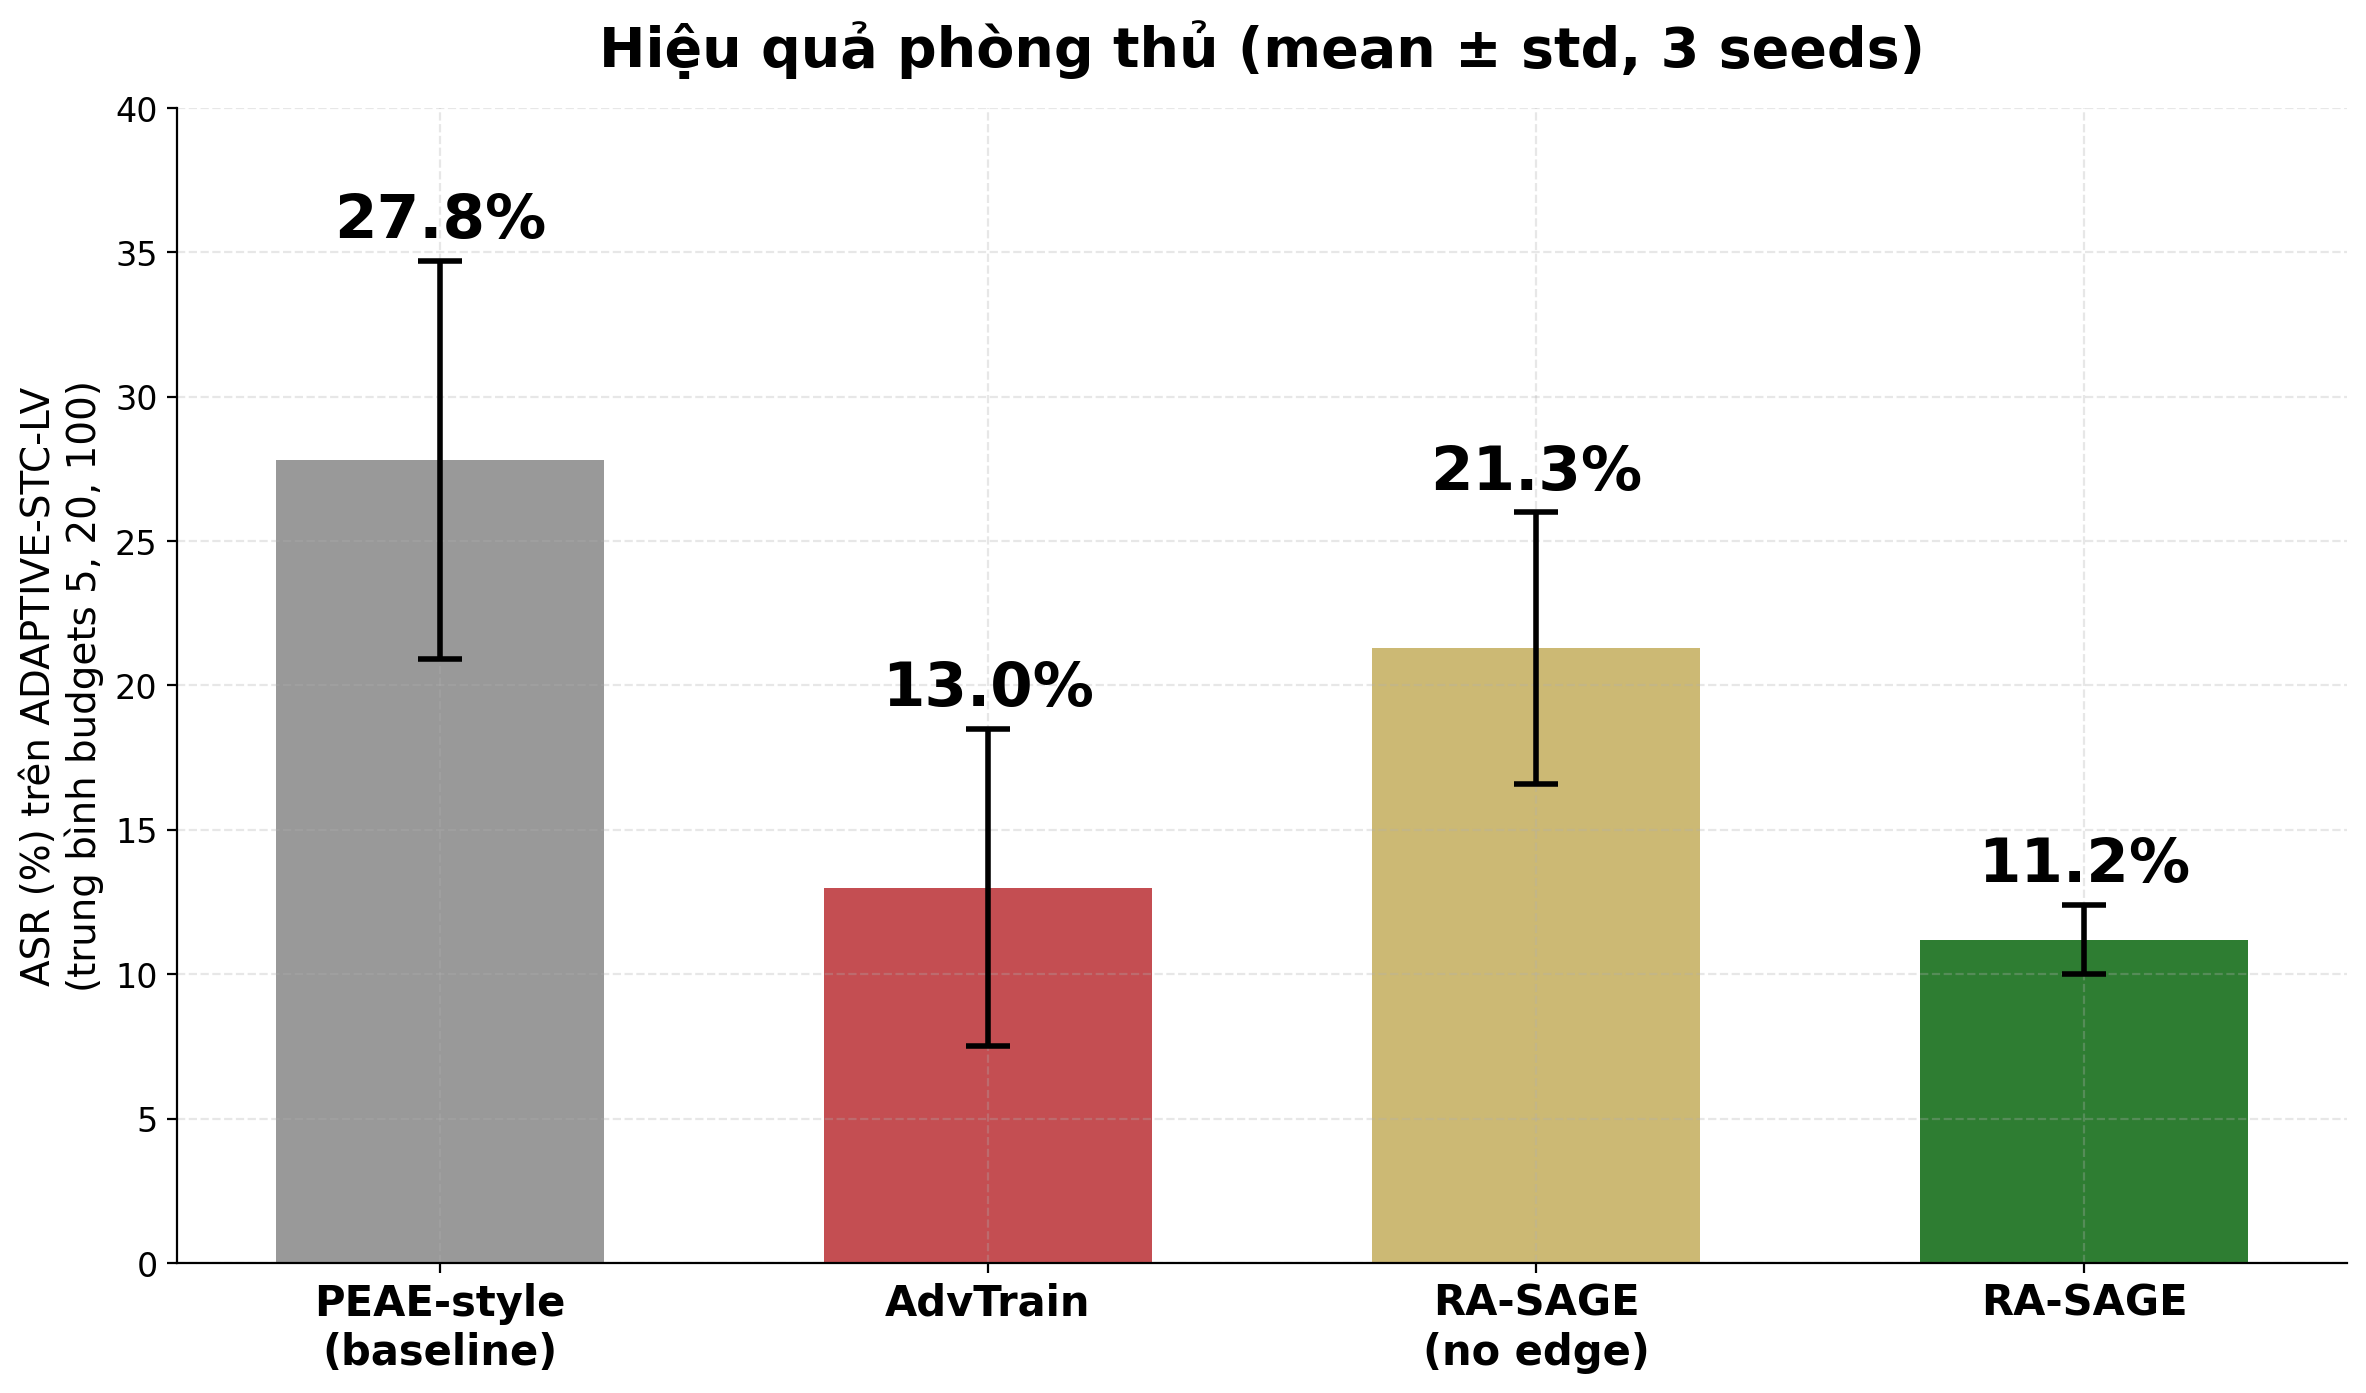 Hiệu quả phòng thủ (mean ± std, 3 seeds)
ASR (%) trên ADAPTIVE-STC-LV
(trung bình budgets 5, 20, 100)
40
35
30
25
20
15
10
5
0
27.8%
13.0%
21.3%
11.2%
PEAE-style
(baseline)
AdvTrain
RA-SAGE
(no edge)
RA-SAGE